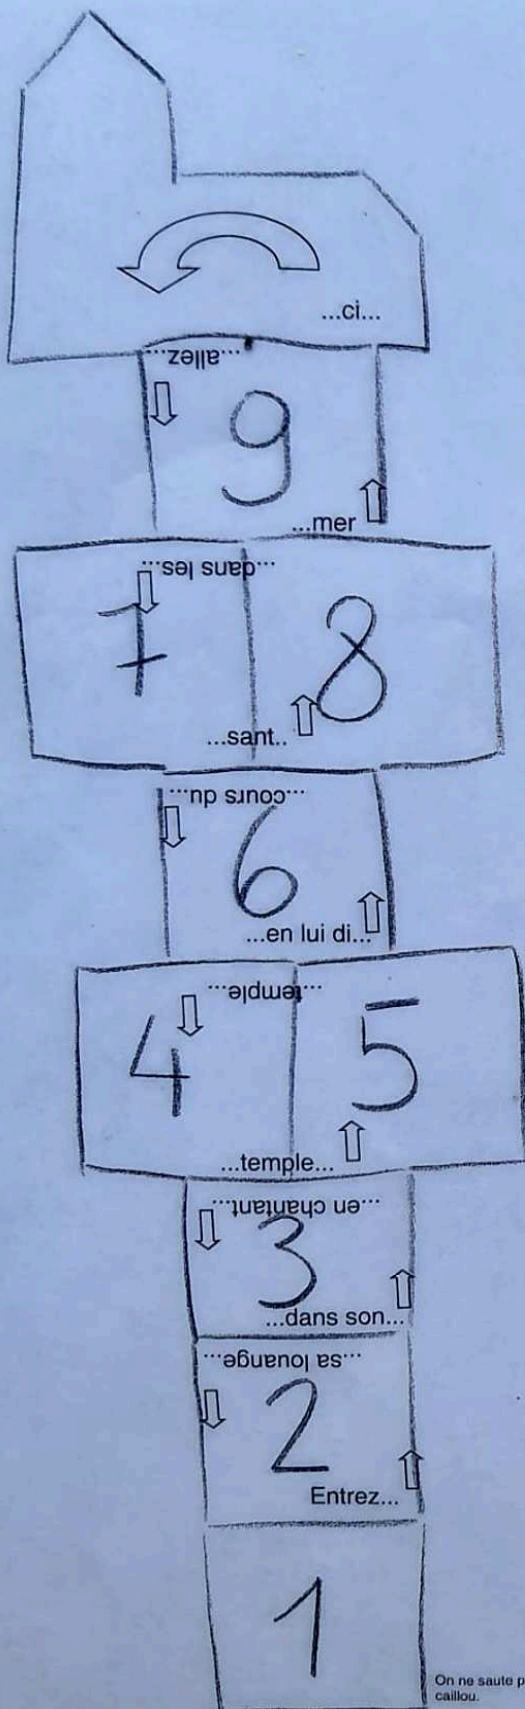 ...ci...
...allez...
9
...mer
...dans les...
7 8
...sant..
...cours du...
6
...en lui di...
...temple...
4 5
...temple...
...en chantant...
3
...dans son...
...sa louange...
2
Entrez...
1
On ne saute p
caillou.